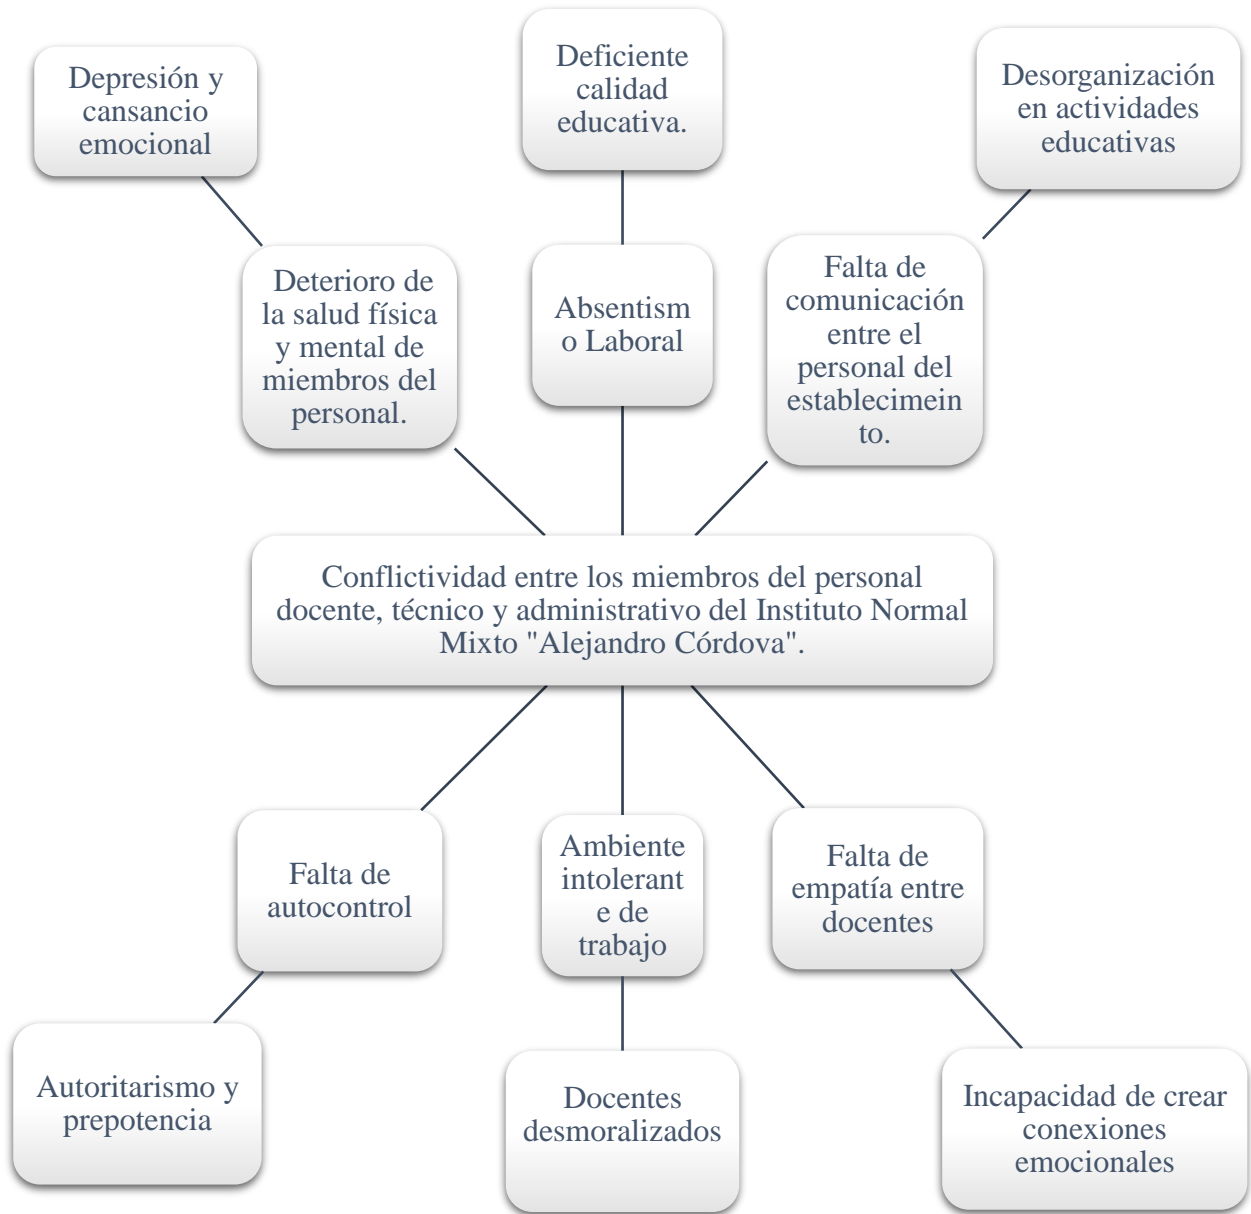 Depresión y
cansancio
emocional
Deficiente
calidad
educativa.
Desorganización
en actividades
educativas
Deterioro de
la salud física
y mental de
miembros del
personal.
Absentism
o Laboral
Falta de
comunicación
entre el
personal del
establecimein
to.
Conflictividad entre los miembros del personal
docente, técnico y administrativo del Instituto Normal
Mixto "Alejandro Córdova".
Falta de
autocontrol
Ambiente
intolerant
e de
trabajo
Falta de
empatía entre
docentes
Autoritarismo y
prepotencia
Docentes
desmoralizados
Incapacidad de crear
conexiones
emocionales